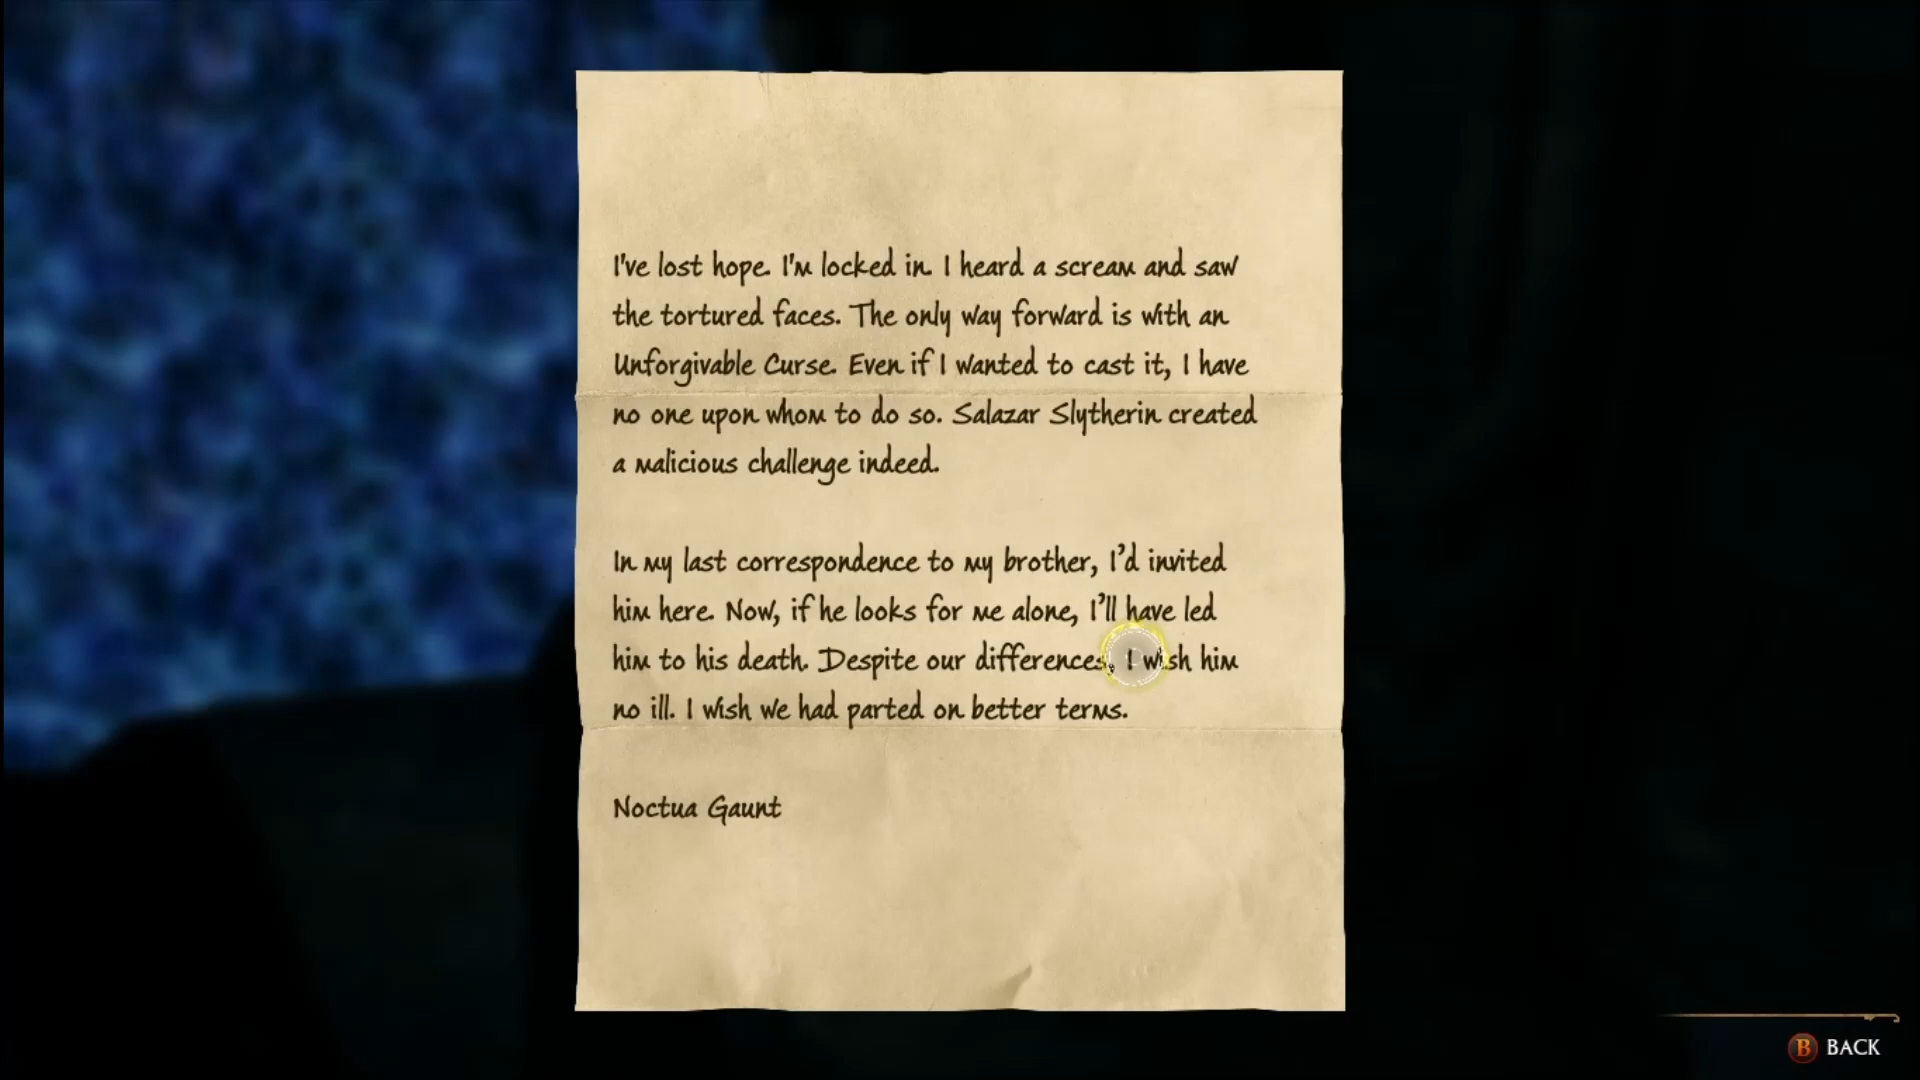 I've lost hope. I'm locked in. I heard a scream and saw
the tortured faces. The only way forward is with an
Unforgivable Curse. Even if I wanted to cast it, I have
no one upon whom to do so. Salazar Slytherin created
a malicious challenge indeed.
In my last correspondence to my brother, I'd invited
him here. Now, if he looks for me alone, I'll have led
him to his death. Despite our differences, I wish him
no ill. I wish we had parted on better terms.
Noctua Gaunt
B BACK